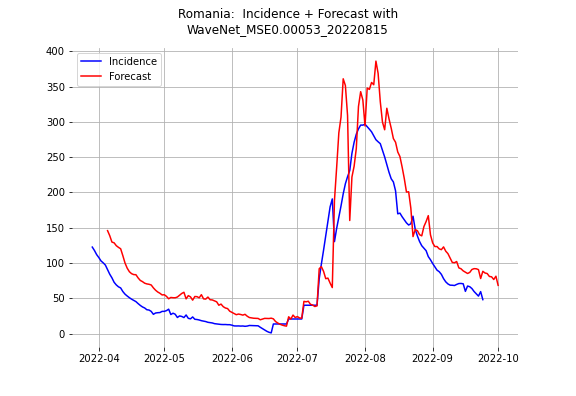 Romania:  Incidence + Forecast with
WaveNet_MSE0.00053_20220815
Incidence
Forecast
400
350
300
250
200
150
100
50
0
2022-04 2022-05 2022-06 2022-07 2022-08 2022-09 2022-10